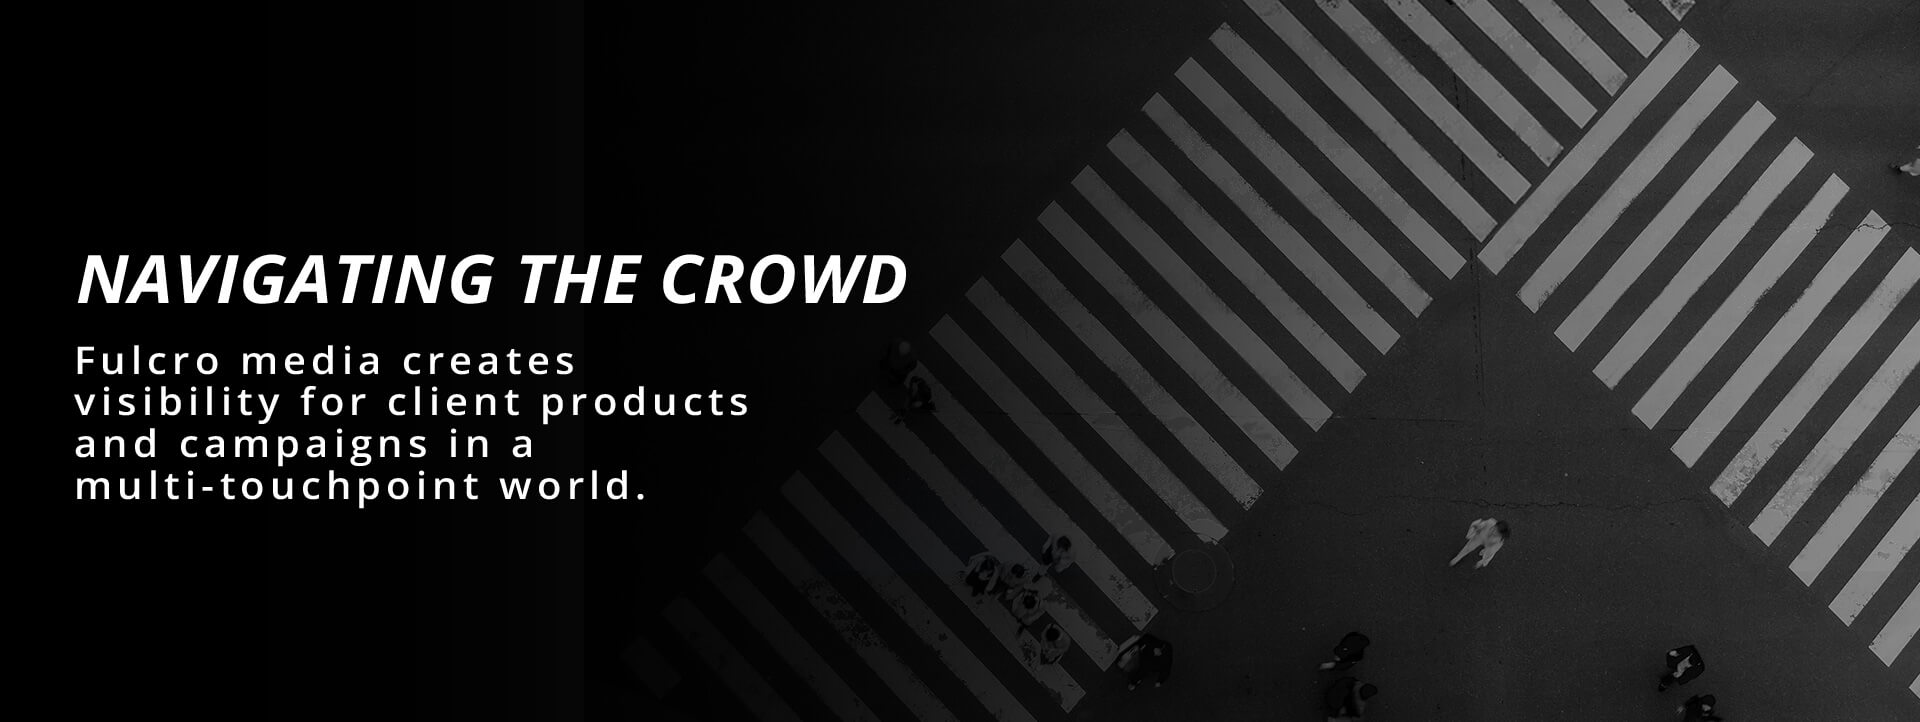 NAVIGATING THE CROWD
Fulcro media creates
visibility for client products
and campaigns in a
multi-touchpoint world.